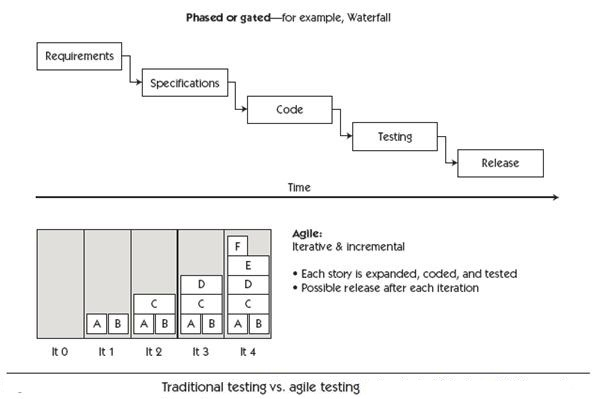 Phased or gated—for example, Waterfall
Requirements
Specifications
Code
Testing
Release
Time
F
E
D
D
C
C
C
A B
A B
A B
A B
It 0
It 1
It 2
It 3
It 4
Agile:
Iterative & incremental
• Each story is expanded, coded, and tested
• Possible release after each iteration
Traditional testing vs. agile testing